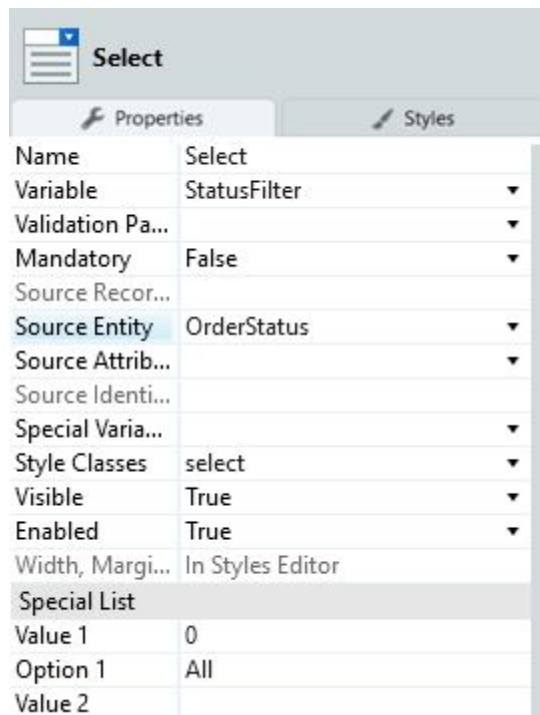 Select
Properties Styles
Name Select
Variable StatusFilter
Validation Pa...
Mandatory False
Source Recor...
Source Entity OrderStatus
Source Attrib...
Source Identi...
Special Varia...
Style Classes select
Visible True
Enabled True
Width, Margi... In Styles Editor
Special List
Value 1 0
Option 1 All
Value 2